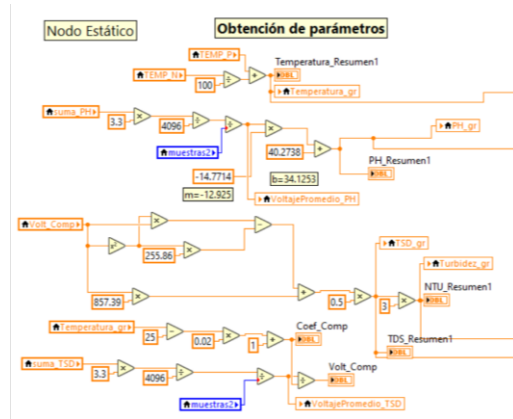 Nodo Estático
Obtención de parámetros
TEMP_P
Temperatura_Resumen1
TEMP_N
100
DBL
Temperatura_gr
suma_PH
3.3
4096
PH_gr
muestras2
40.2738
PH_Resumen1
-14.7714
b=34.1253
DBL
m=-12.925
VoltajePromedio_PH
Volt_Comp
x²
255.86
TSD_gr
Turbidez_gr
NTU_Resumen1
857.39
0.5
3
DBL
Temperatura_gr
Coef_Comp
25
0.02
1
DBL
TDS_Resumen1
DBL
suma_TSD
Volt_Comp
3.3
4096
DBL
muestras2
VoltajePromedio_TSD